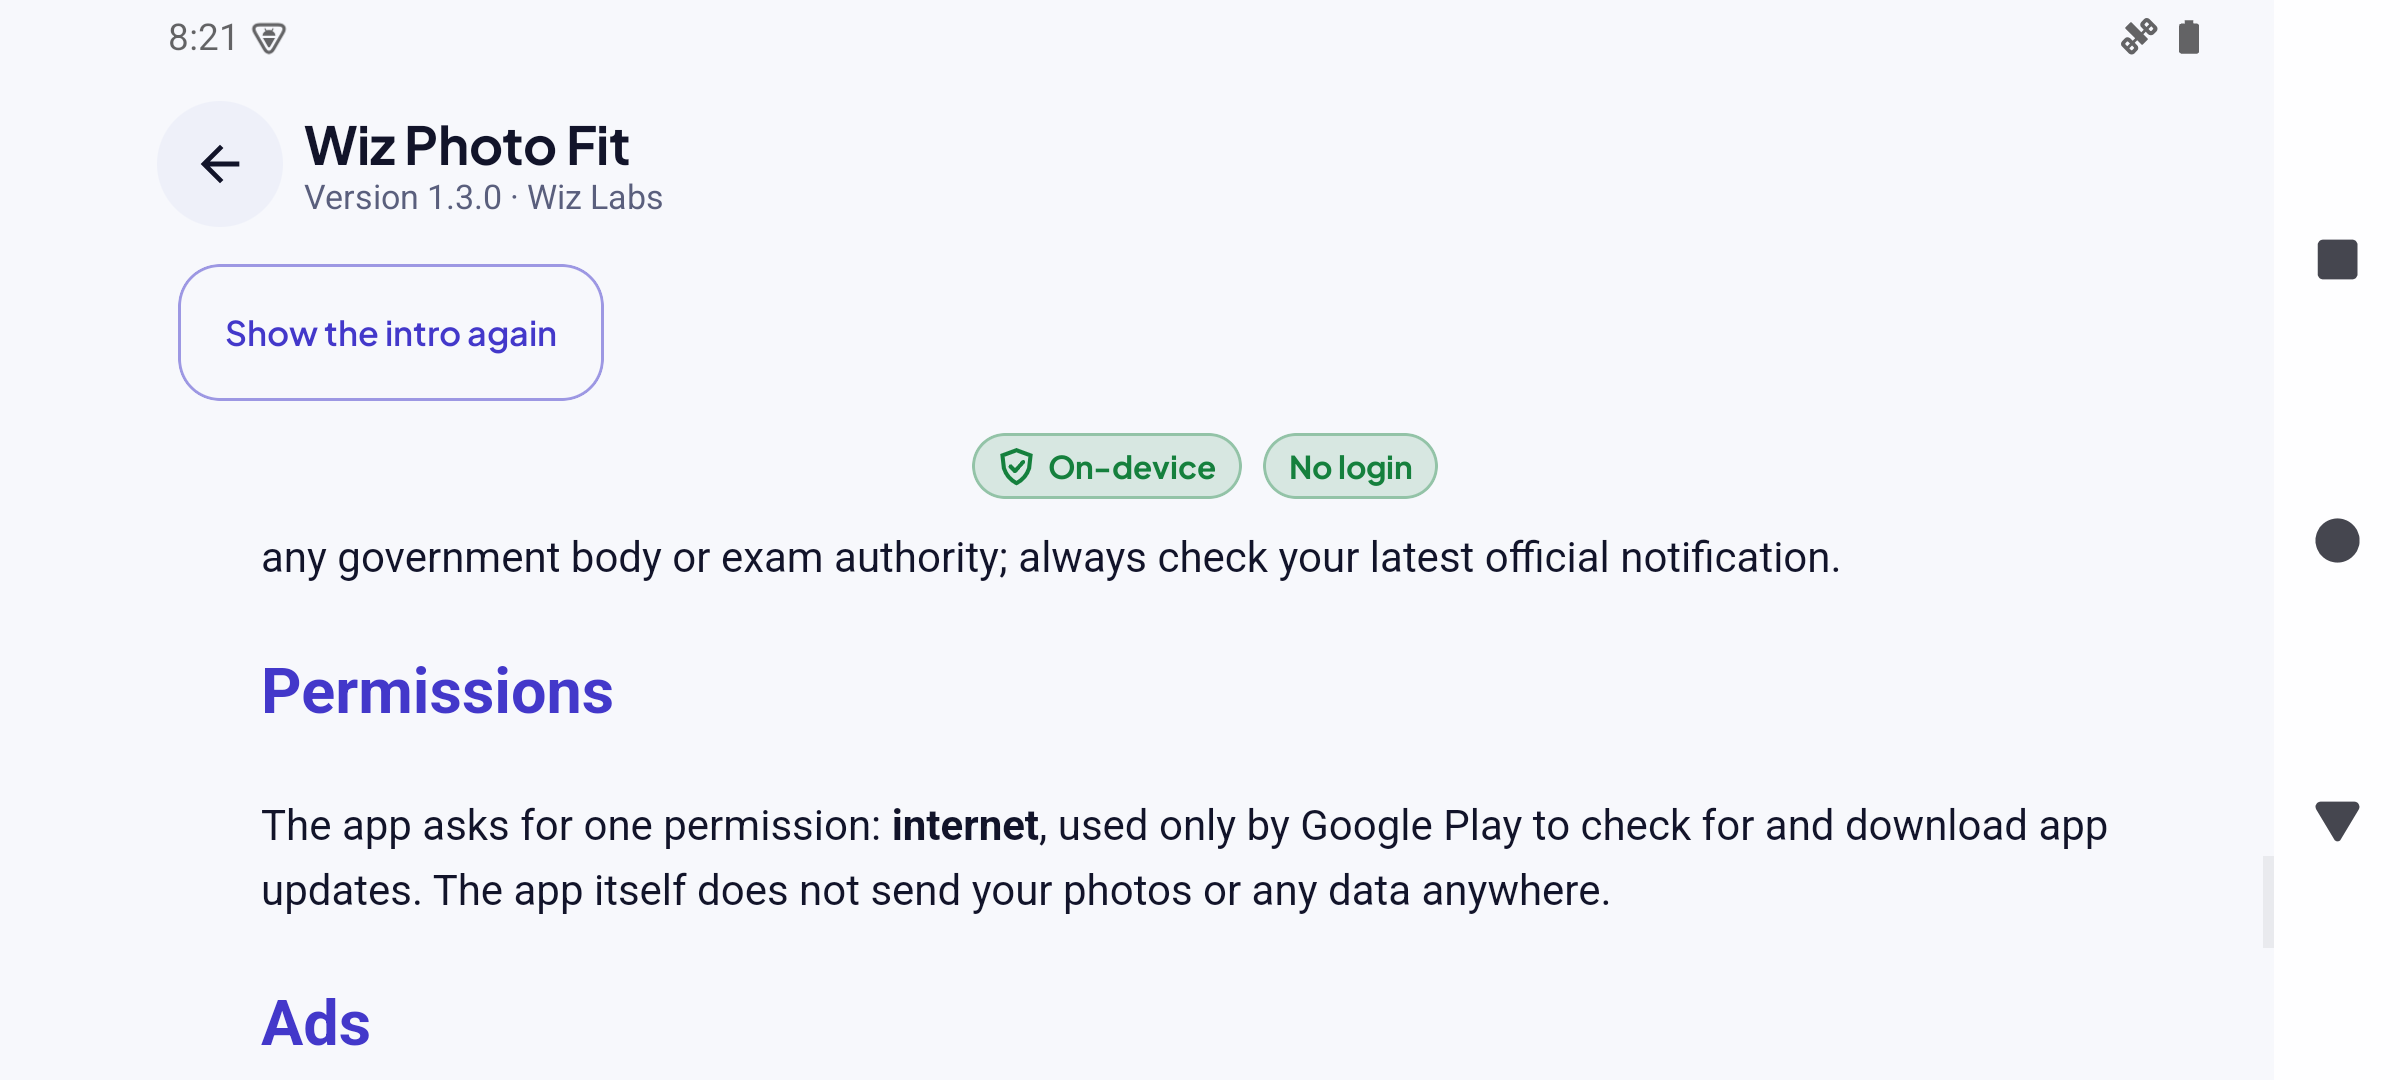 8:21
Wiz Photo Fit
Version 1.3.0 · Wiz Labs
Show the intro again
On-device
No login
any government body or exam authority; always check your latest official notification.
Permissions
The app asks for one permission: internet, used only by Google Play to check for and download app
updates. The app itself does not send your photos or any data anywhere.
Ads